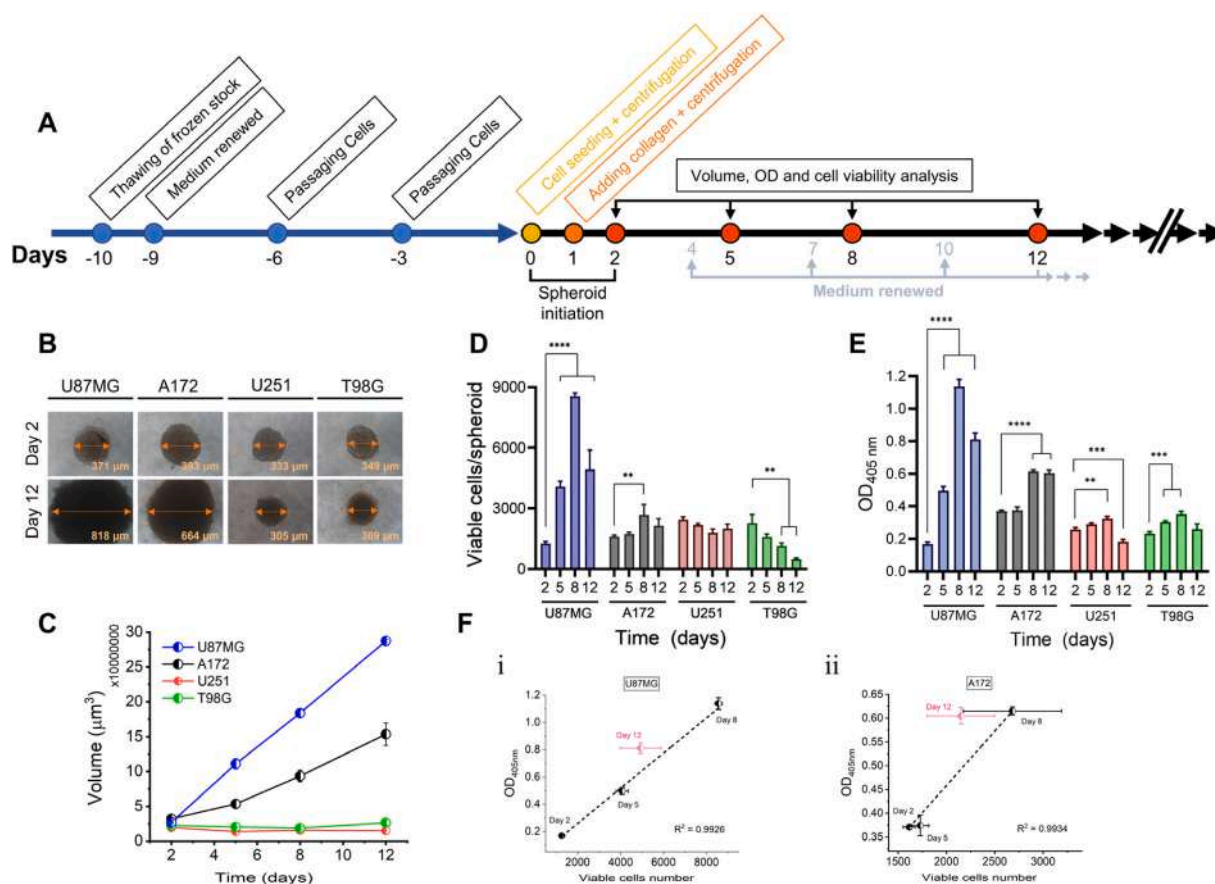 A
Thawing of frozen stock
Medium renewed
Passaging Cells
Passaging Cells
Cell seeding + centrifugation
Adding collagen + centrifugation
Volume, OD and cell viability analysis
Days
-10 -9 -6 -3 0 1 2 4 5 7 8 10 12
Spheroid
initiation
Medium renewed
B
U87MG A172 U251 T98G
Day 2
371 µm 393 µm 333 µm 349 µm
Day 12
818 µm 664 µm 305 µm 369 µm
C
Volume (µm³)
x100000000
30
25
20
15
10
5
0
U87MG
A172
U251
T98G
2 4 6 8 10 12
Time (days)
D
Viable cells/spheroid
9000
6000
3000
0
**** ** **
2 5 8 12 2 5 8 12 2 5 8 12 2 5 8 12
U87MG A172 U251 T98G
Time (days)
E
OD405 nm
1.2
1.0
0.8
0.6
0.4
0.2
0.0
**** **** *** ** ***
2 5 8 12 2 5 8 12 2 5 8 12 2 5 8 12
U87MG A172 U251 T98G
Time (days)
F
i
U87MG
OD405nm
1.2
1.0
0.8
0.6
0.4
0.2
Day 2
Day 5
Day 12
Day 8
R² = 0.9926
2000 4000 6000 8000
Viable cells number
ii
A172
OD405nm
0.65
0.60
0.55
0.50
0.45
0.40
0.35
Day 2
Day 5
Day 12
Day 8
R² = 0.9934
1500 2000 2500 3000
Viable cells number